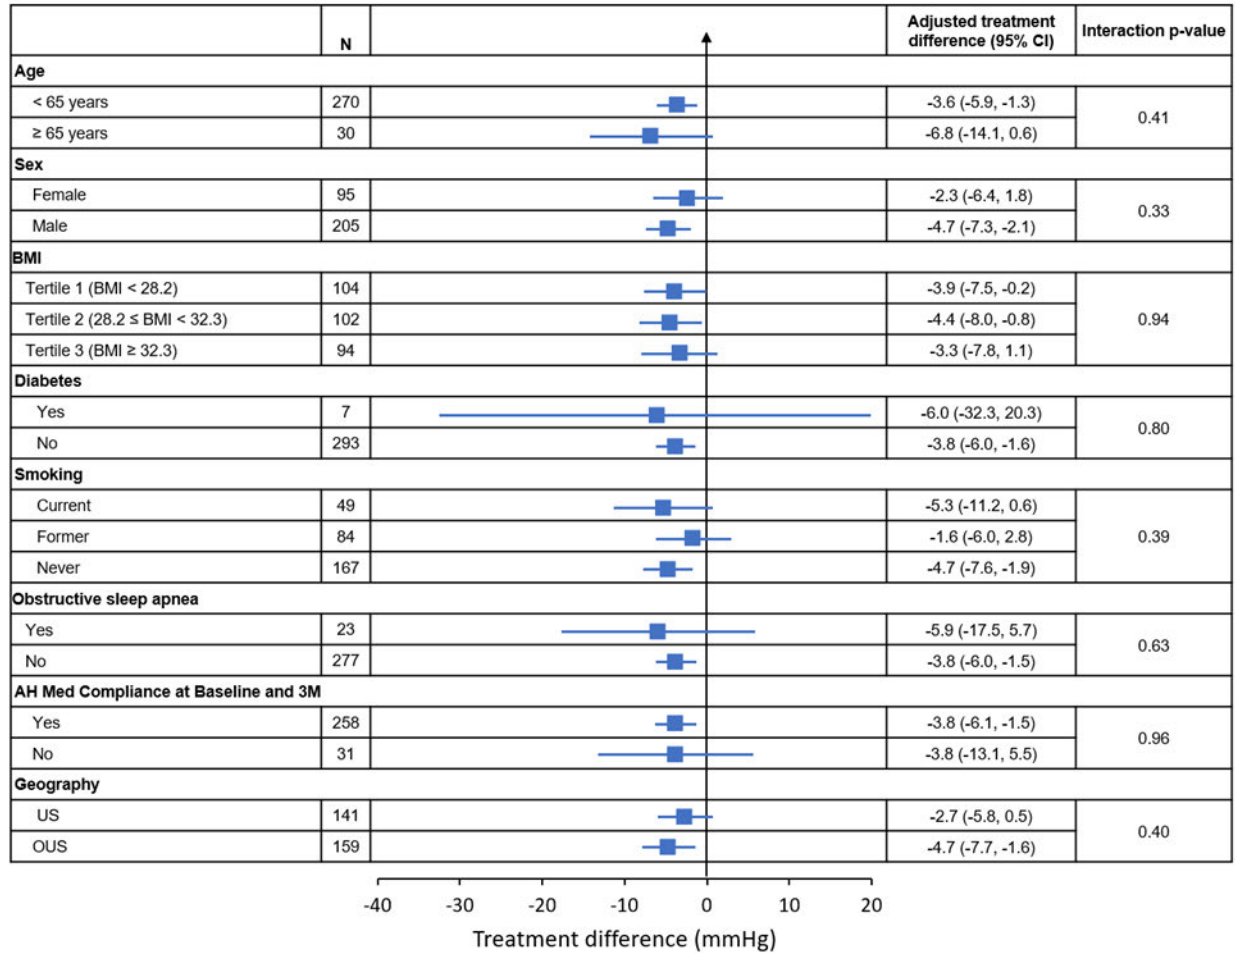 N Adjusted treatment difference (95% CI) Interaction p-value
Age
< 65 years 270 -3.6 (-5.9, -1.3) 0.41
≥ 65 years 30 -6.8 (-14.1, 0.6)
Sex
Female 95 -2.3 (-6.4, 1.8) 0.33
Male 205 -4.7 (-7.3, -2.1)
BMI
Tertile 1 (BMI < 28.2) 104 -3.9 (-7.5, -0.2)
Tertile 2 (28.2 ≤ BMI < 32.3) 102 -4.4 (-8.0, -0.8) 0.94
Tertile 3 (BMI ≥ 32.3) 94 -3.3 (-7.8, 1.1)
Diabetes
Yes 7 -6.0 (-32.3, 20.3) 0.80
No 293 -3.8 (-6.0, -1.6)
Smoking
Current 49 -5.3 (-11.2, 0.6)
Former 84 -1.6 (-6.0, 2.8) 0.39
Never 167 -4.7 (-7.6, -1.9)
Obstructive sleep apnea
Yes 23 -5.9 (-17.5, 5.7) 0.63
No 277 -3.8 (-6.0, -1.5)
AH Med Compliance at Baseline and 3M
Yes 258 -3.8 (-6.1, -1.5) 0.96
No 31 -3.8 (-13.1, 5.5)
Geography
US 141 -2.7 (-5.8, 0.5) 0.40
OUS 159 -4.7 (-7.7, -1.6)
-40 -30 -20 -10 0 10 20
Treatment difference (mmHg)